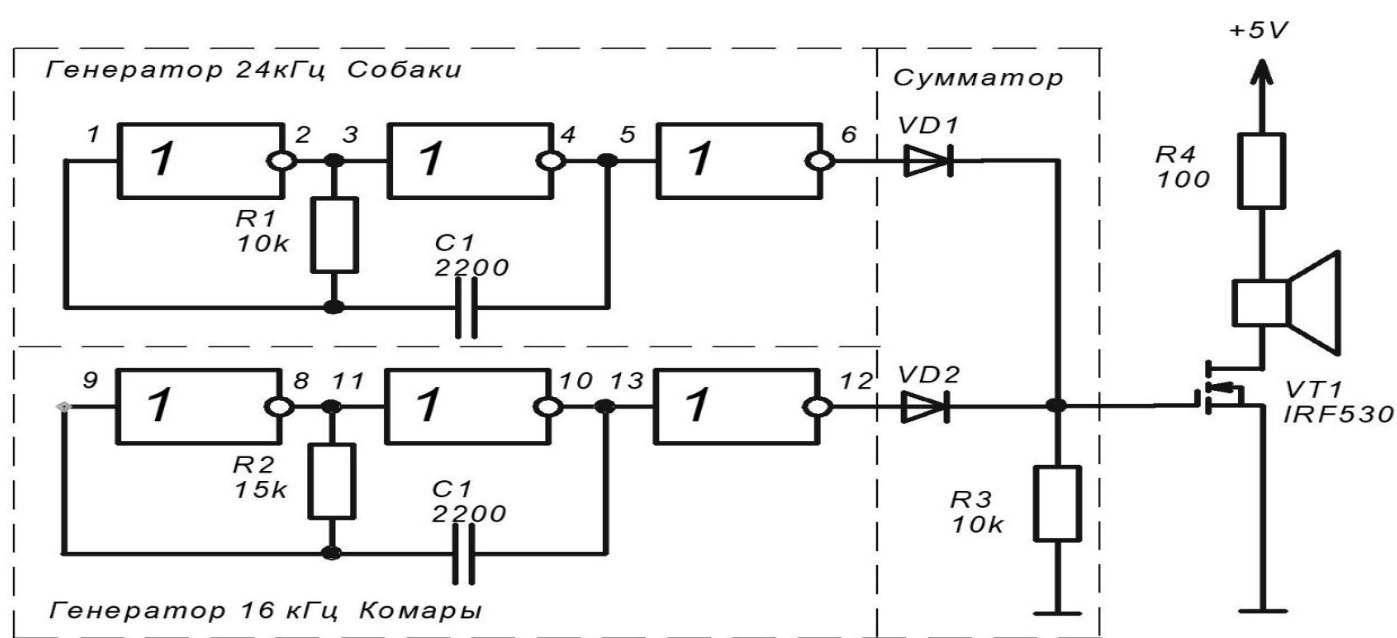 +5V
Генератор 24кГц Собаки
Сумматор
1
1
2
3
1
4
5
1
6
VD1
R1
10k
C1
2200
R4
100
9
1
8
11
1
10
13
1
12
VD2
VT1
IRF530
R2
15k
C1
2200
R3
10k
Генератор 16 кГц Комары